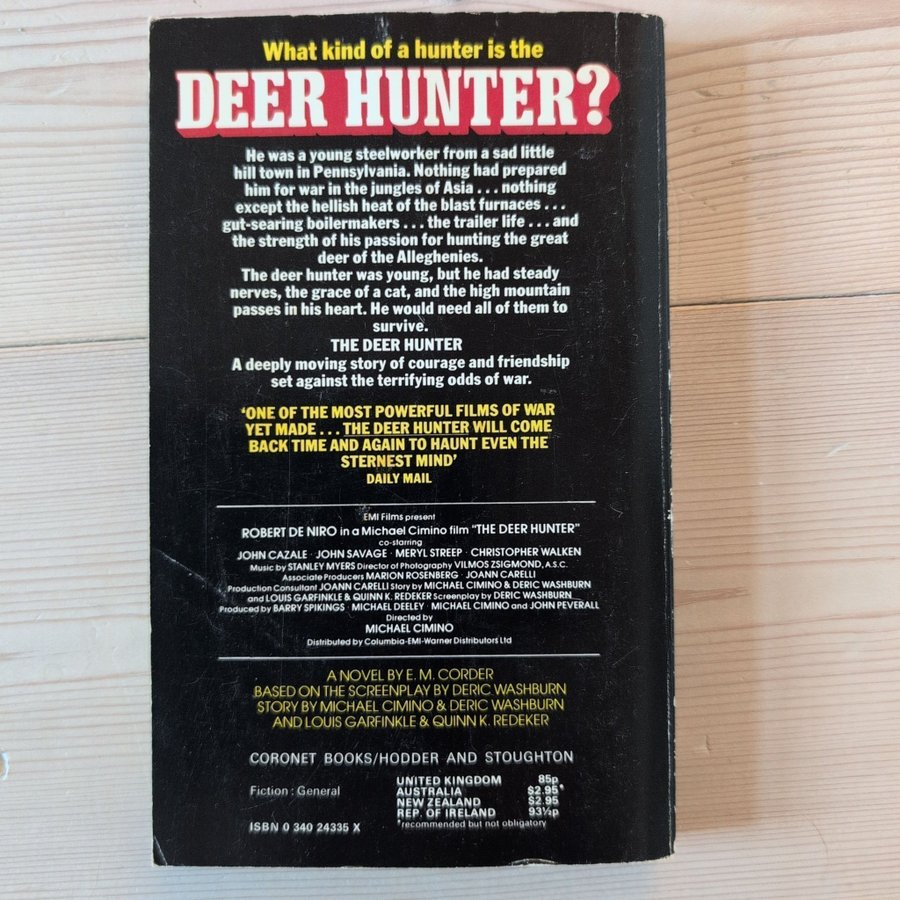 What kind of a hunter is the
DEER HUNTER?
He was a young steelworker from a sad little
hill town in Pennsylvania. Nothing had prepared
him for war in the jungles of Asia . . . nothing
except the hellish heat of the blast furnaces . . .
gut-searing boilermakers . . . the trailer life . . . and
the strength of his passion for hunting the great
deer of the Alleghenies.
The deer hunter was young, but he had steady
nerves, the grace of a cat, and the high mountain
passes in his heart. He would need all of them to
survive.
THE DEER HUNTER
A deeply moving story of courage and friendship
set against the terrifying odds of war.
‘ONE OF THE MOST POWERFUL FILMS OF WAR
YET MADE . . . THE DEER HUNTER WILL COME
BACK TIME AND AGAIN TO HAUNT EVEN THE
STERNEST MIND’
DAILY MAIL
EMI Films present
ROBERT DE NIRO in a Michael Cimino film "THE DEER HUNTER"
co-starring
JOHN CAZALE · JOHN SAVAGE · MERYL STREEP · CHRISTOPHER WALKEN
Music by STANLEY MYERS Director of Photography VILMOS ZSIGMOND, A.S.C.
Associate Producers MARION ROSENBERG · JOANN CARELLI
Production Consultant JOANN CARELLI Story by MICHAEL CIMINO & DERIC WASHBURN
and LOUIS GARFINKLE & QUINN K. REDEKER Screenplay by DERIC WASHBURN
Produced by BARRY SPIKINGS · MICHAEL DEELEY · MICHAEL CIMINO and JOHN PEVERALL
Directed by
MICHAEL CIMINO
Distributed by Columbia-EMI-Warner Distributors Ltd
A NOVEL BY E. M. CORDER
BASED ON THE SCREENPLAY BY DERIC WASHBURN
STORY BY MICHAEL CIMINO & DERIC WASHBURN
AND LOUIS GARFINKLE & QUINN K. REDEKER
CORONET BOOKS/HODDER AND STOUGHTON
Fiction : General
UNITED KINGDOM 85p
AUSTRALIA $2.95*
NEW ZEALAND $2.95
REP. OF IRELAND 93½p
*recommended but not obligatory
ISBN 0 340 24335 X